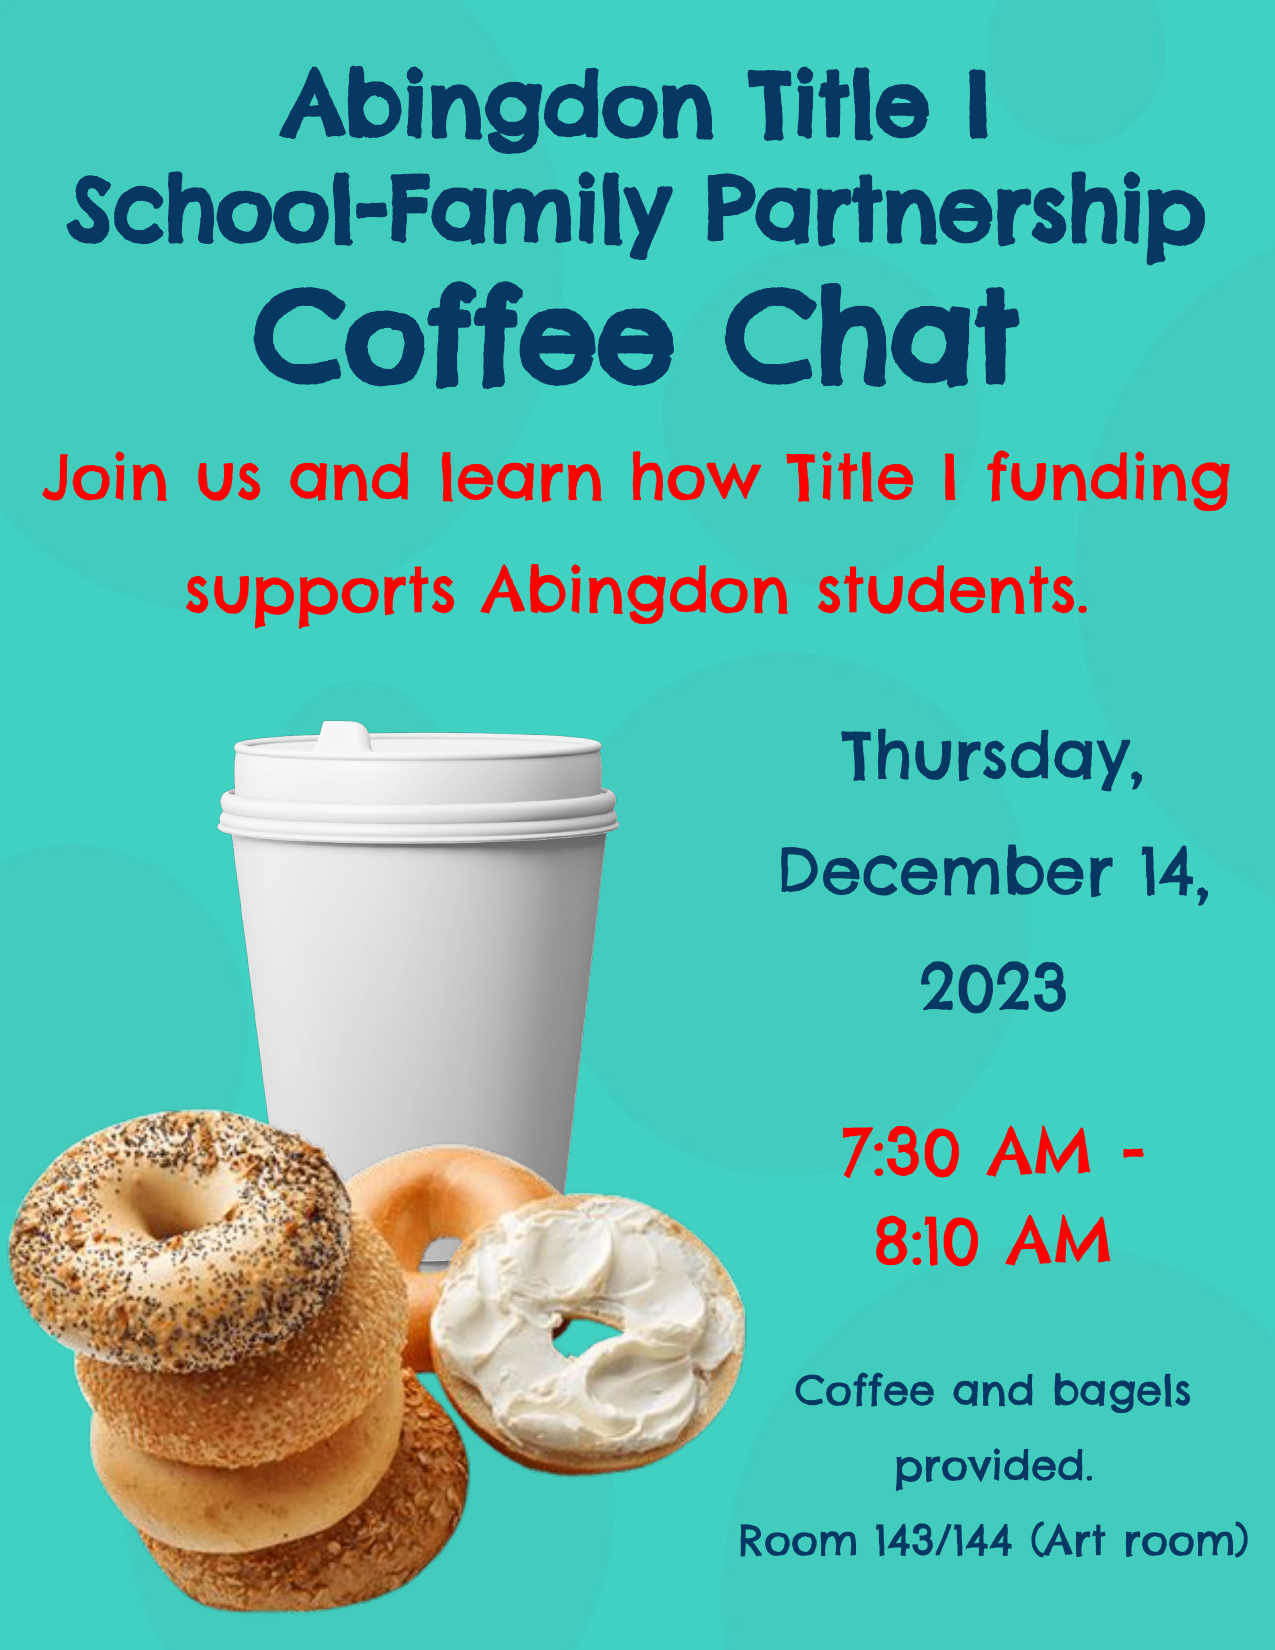 Abingdon Title I
School-Family Partnership
Coffee Chat
Join us and learn how Title I funding
supports Abingdon students.
Thursday,
December 14,
2023
7:30 AM -
8:10 AM
Coffee and bagels
provided.
Room 143/144 (Art room)